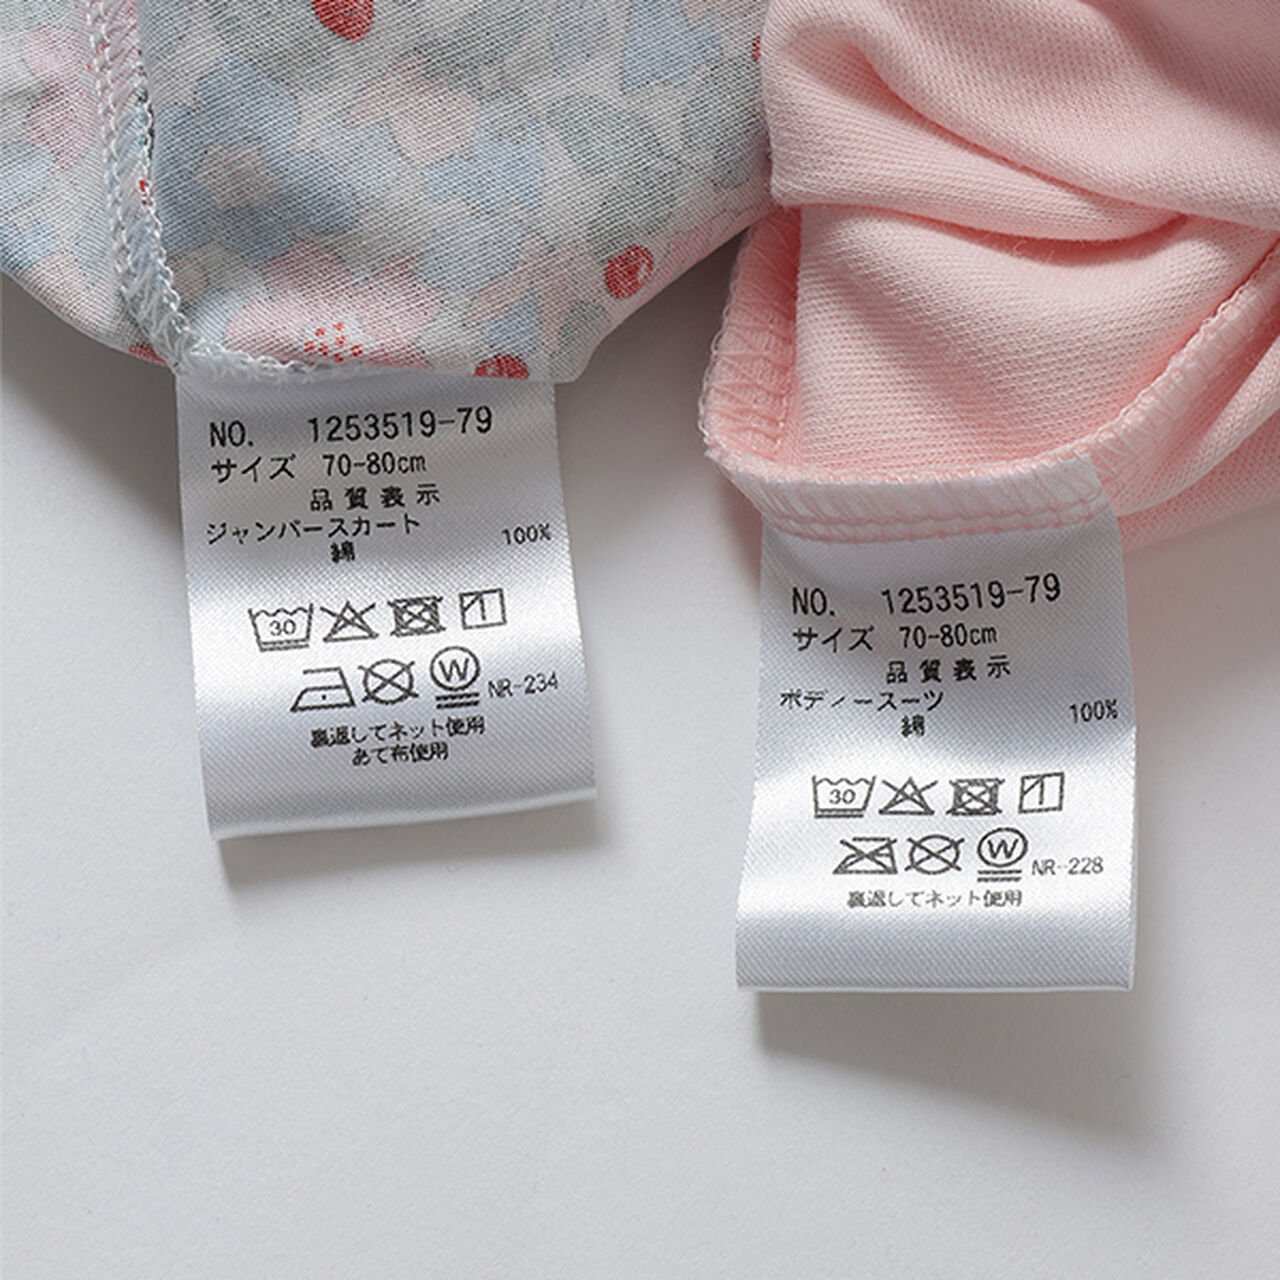 NO. 1253519-79
サイズ 70-80cm
品質表示
ジャンパースカート
綿 100%
30
W NR-234
裏返してネット使用
あて布使用
NO. 1253519-79
サイズ 70-80cm
品質表示
ボディースーツ
綿 100%
30
W NR-228
裏返してネット使用